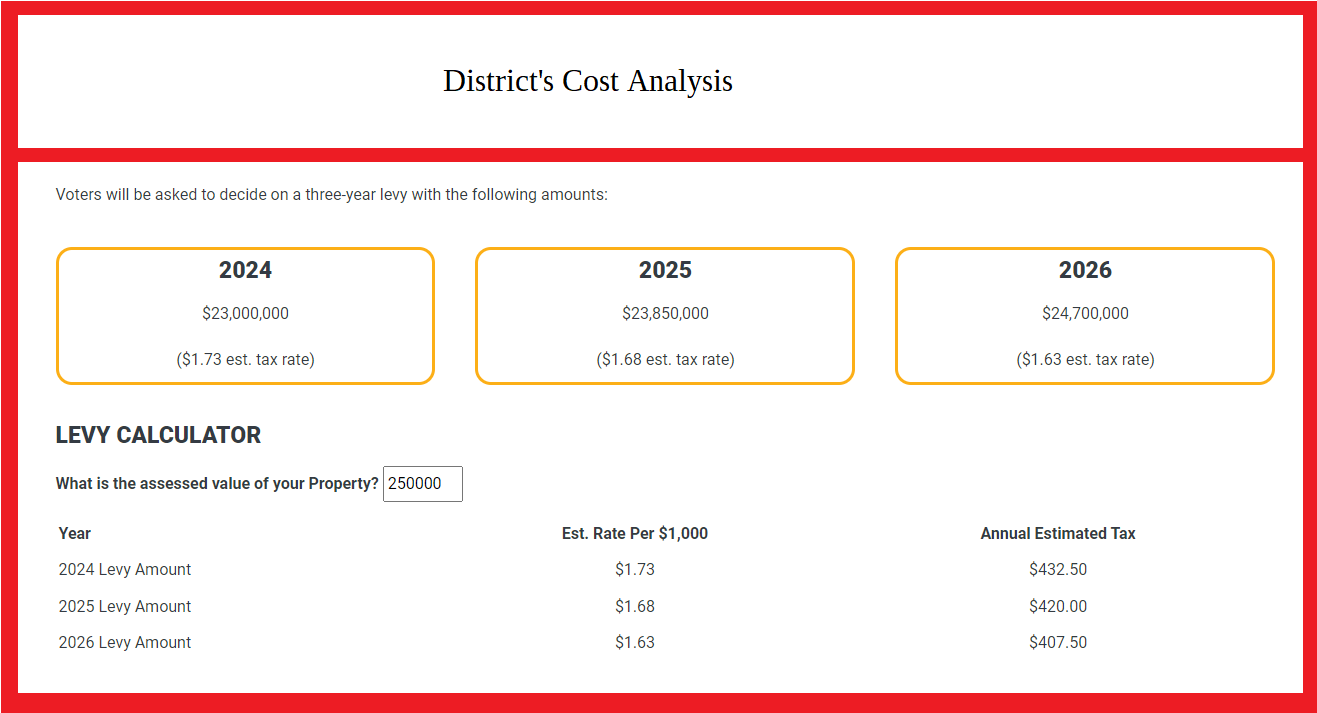 District's Cost Analysis
Voters will be asked to decide on a three-year levy with the following amounts:
2024
$23,000,000
($1.73 est. tax rate)
2025
$23,850,000
($1.68 est. tax rate)
2026
$24,700,000
($1.63 est. tax rate)
LEVY CALCULATOR
What is the assessed value of your Property? 250000
Year Est. Rate Per $1,000 Annual Estimated Tax
2024 Levy Amount $1.73 $432.50
2025 Levy Amount $1.68 $420.00
2026 Levy Amount $1.63 $407.50